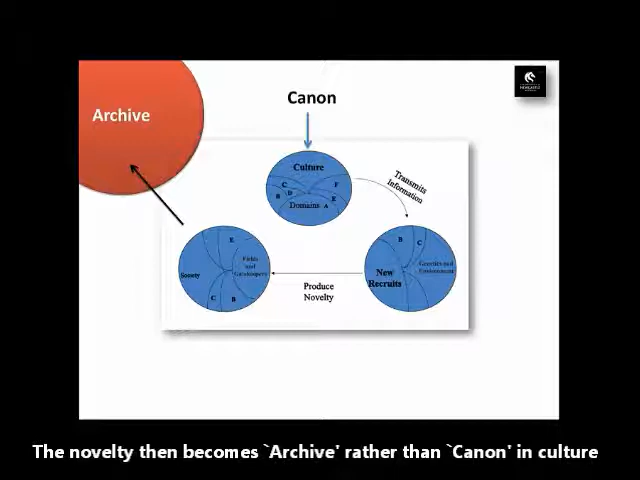 Archive
Canon
Culture
C
F
B
D
E
Domains
A
Transmits
Information
E
Fields
and
Gatekeepers
Society
C
B
B
C
Genetics and
Environment
New
Recruits
Produce
Novelty
The novelty then becomes `Archive' rather than `Canon' in culture